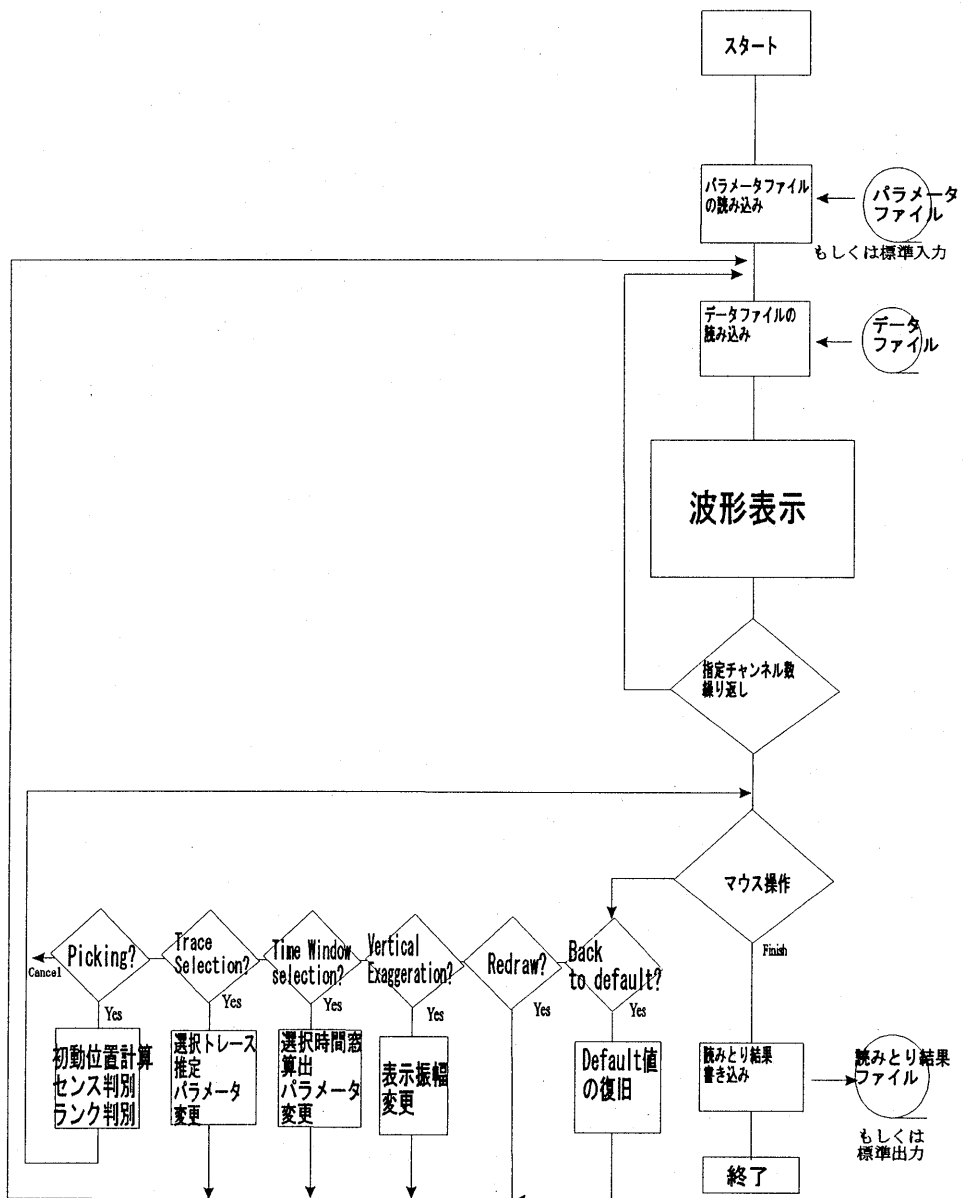 スタート
パラメータファイル
の読み込み
パラメータ
ファイル
もしくは標準入力
データファイルの
読み込み
データ
ファイル
波形表示
指定チャンネル数
繰り返し
マウス操作
Finish
Picking?
Cancel
Yes
Trace
Selection?
Yes
Time Window
selection?
Yes
Vertical
Exaggeration?
Yes
Redraw?
Yes
Back
to default?
Yes
初動位置計算
センス判別
ランク判別
選択トレース
推定
パラメータ
変更
選択時間窓
算出
パラメータ
変更
表示振幅
変更
Default値
の復旧
読みとり結果
書き込み
読みとり結果
ファイル
もしくは
標準出力
終了